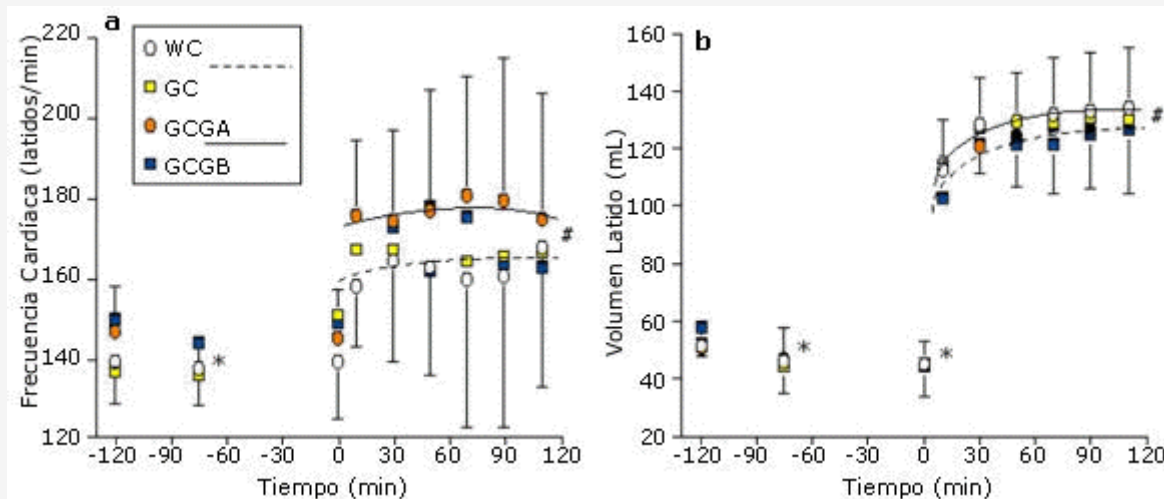 a
Frecuencia Cardíaca (latidos/min)
220
200
180
160
140
120
WC
GC
GCGA
GCGB
*
#
-120 -90 -60 -30 0 30 60 90 120
Tiempo (min)
b
Volumen Latido (mL)
160
140
120
100
80
60
40
20
* *
#
-120 -90 -60 -30 0 30 60 90 120
Tiempo (min)